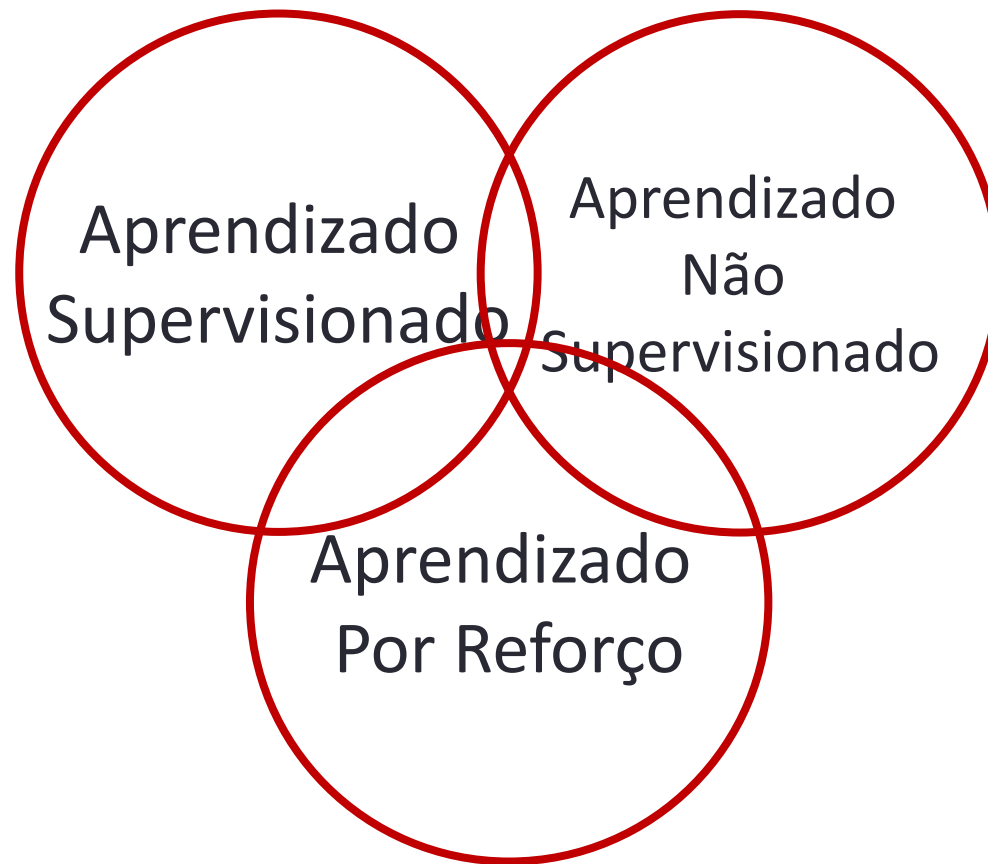 Aprendizado
Supervisionado
Aprendizado
Não
Supervisionado
Aprendizado
Por Reforço